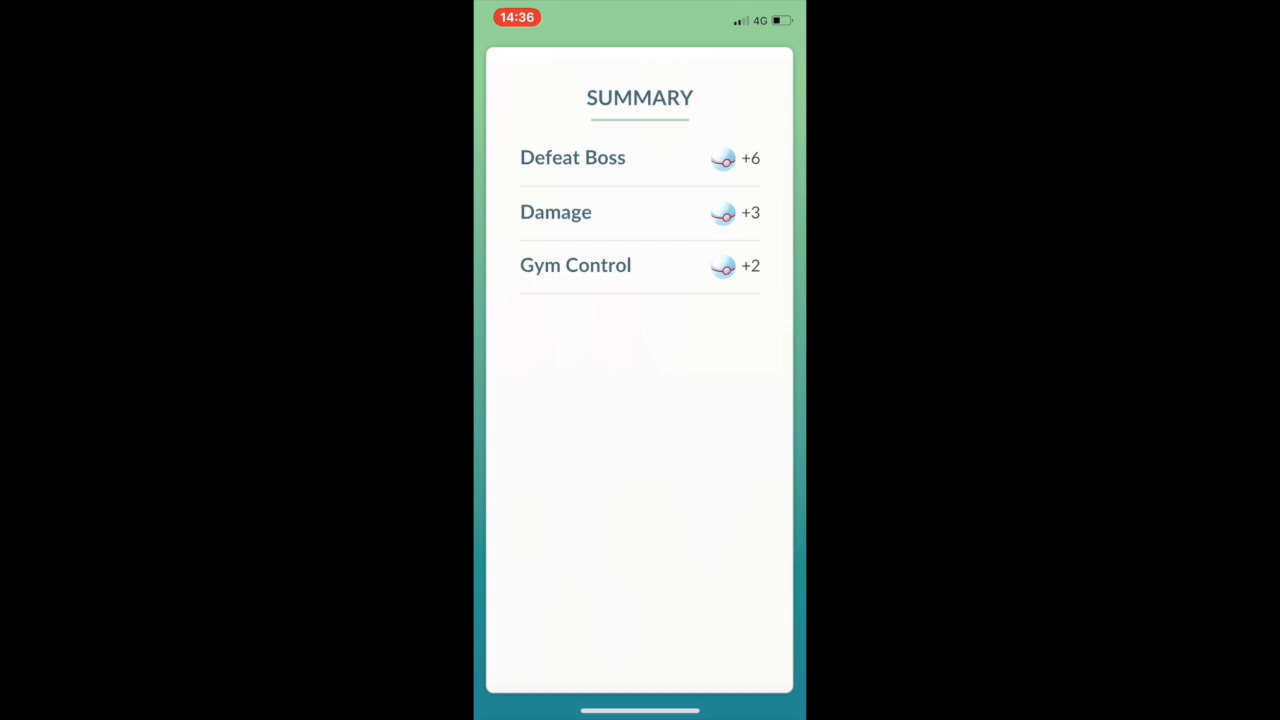 14:36
4G
SUMMARY
Defeat Boss +6
Damage +3
Gym Control +2